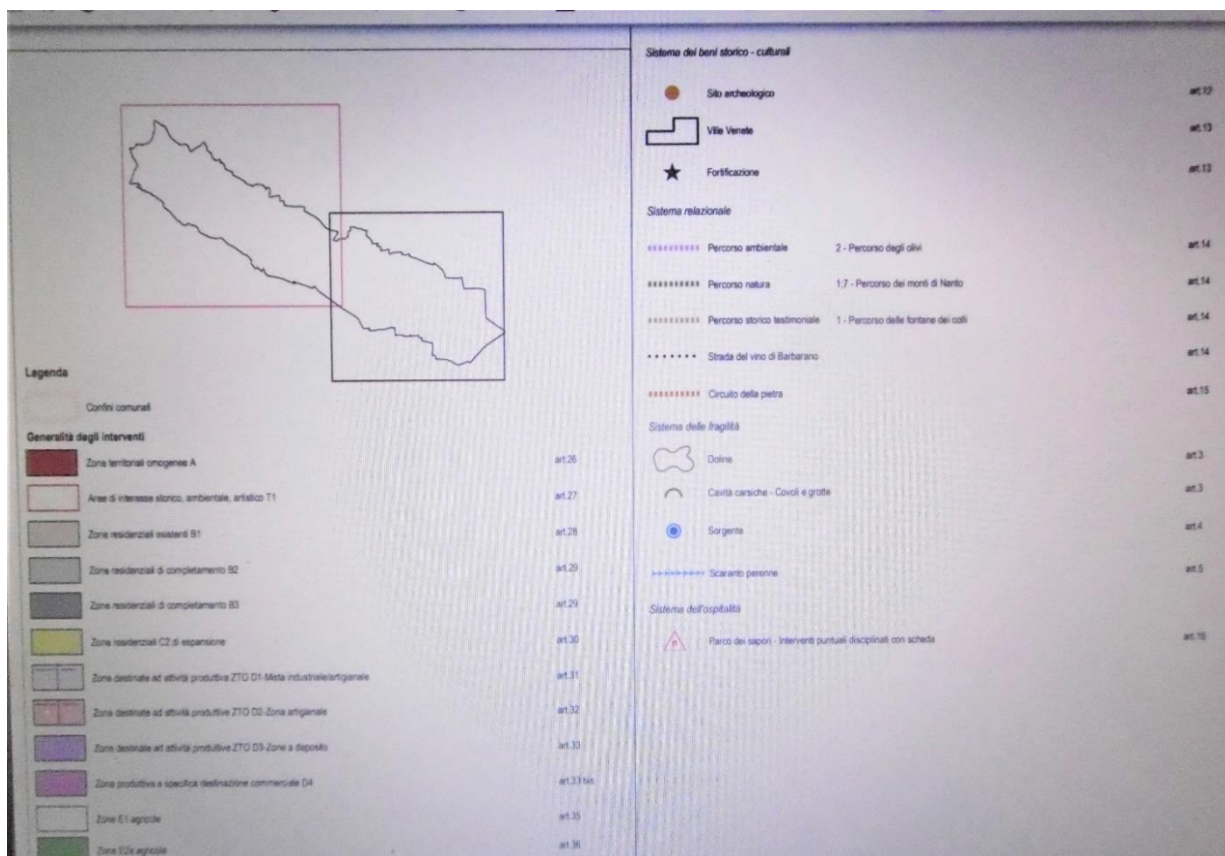 Legenda
Confini comunali
Generalità degli interventi
Zone territoriali omogenee A art.26
Aree di interesse storico, ambientale, artistico T1 art.27
Zone residenziali esistenti B1 art.28
Zone residenziali di completamento B2 art.29
Zone residenziali di completamento B3 art.29
Zone residenziali C2 di espansione art.30
Zone destinate ad attività produttive ZTO D1-Mista industriale/artigianale art.31
Zone destinate ad attività produttive ZTO D2-Zona artigianale art.32
Zone destinate ad attività produttive ZTO D3-Zone a deposito art.33
Zona produttiva a specifica destinazione commerciale D4 art.33 bis
Zone E1 agricole art.35
Zone E2a agricole art.36
Sistema dei beni storico - culturali
Sito archeologico art.12
Ville Venete art.13
Fortificazione art.13
Sistema relazionale
Percorso ambientale 2 - Percorso degli olivi art.14
Percorso natura 1;7 - Percorso dei monti di Nanto art.14
Percorso storico testimoniale 1 - Percorso delle fontane dei colli art.14
Strada del vino di Barbarano art.14
Circuito della pietra art.15
Sistema delle fragilità
Doline art.3
Cavità carsiche - Covoli e grotte art.3
Sorgente art.4
Scaranto perenne art.5
Sistema dell'ospitalità
Parco dei sapori - Interventi puntuali disciplinati con scheda